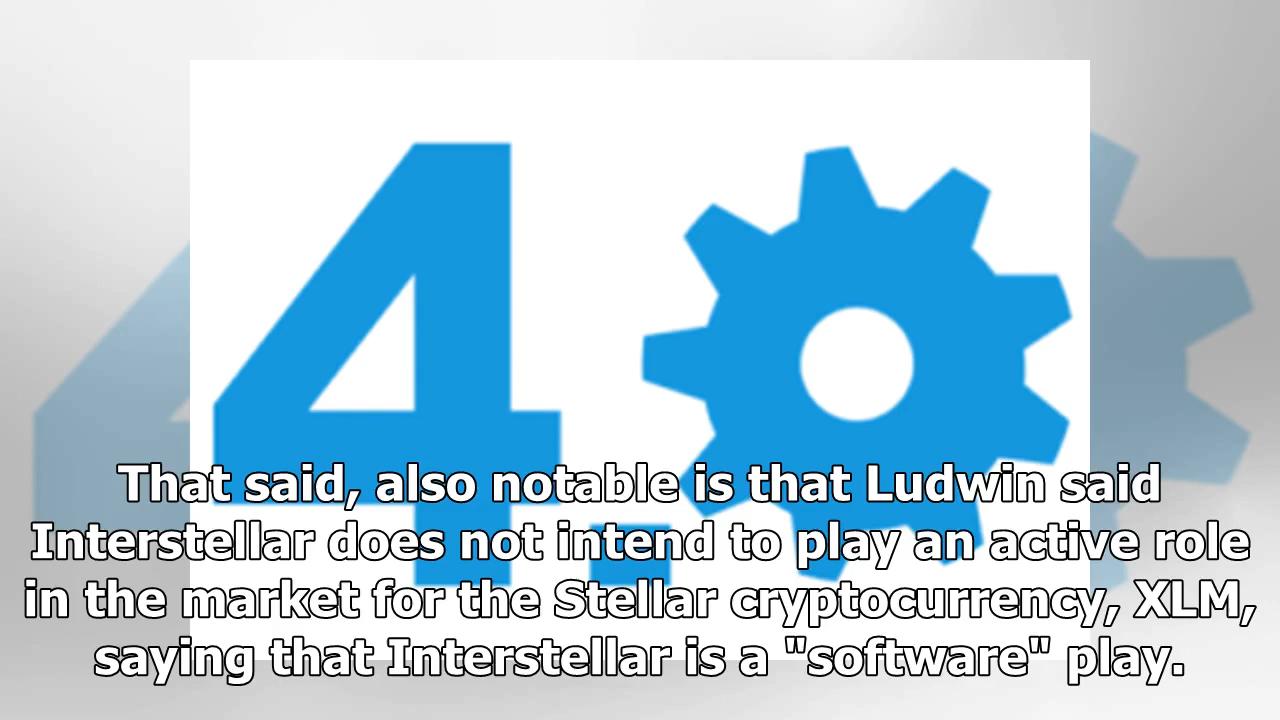 4.
That said, also notable is that Ludwin said
Interstellar does not intend to play an active role
in the market for the Stellar cryptocurrency, XLM,
saying that Interstellar is a "software" play.